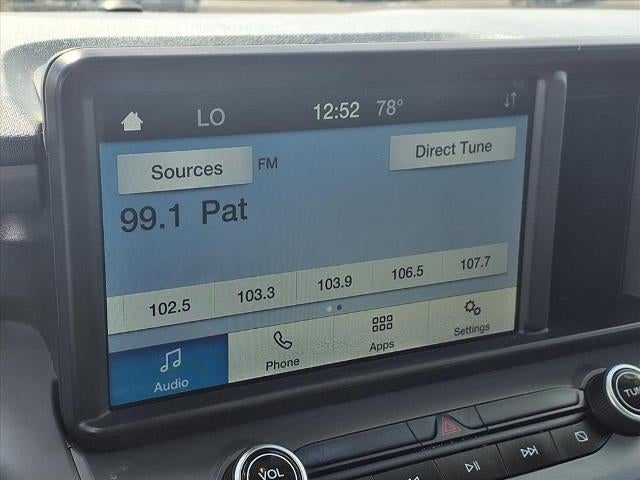 LO 12:52 78°
Sources FM Direct Tune
99.1 Pat
102.5 103.3 103.9 106.5 107.7
Audio Phone Apps Settings
VOL TUNE